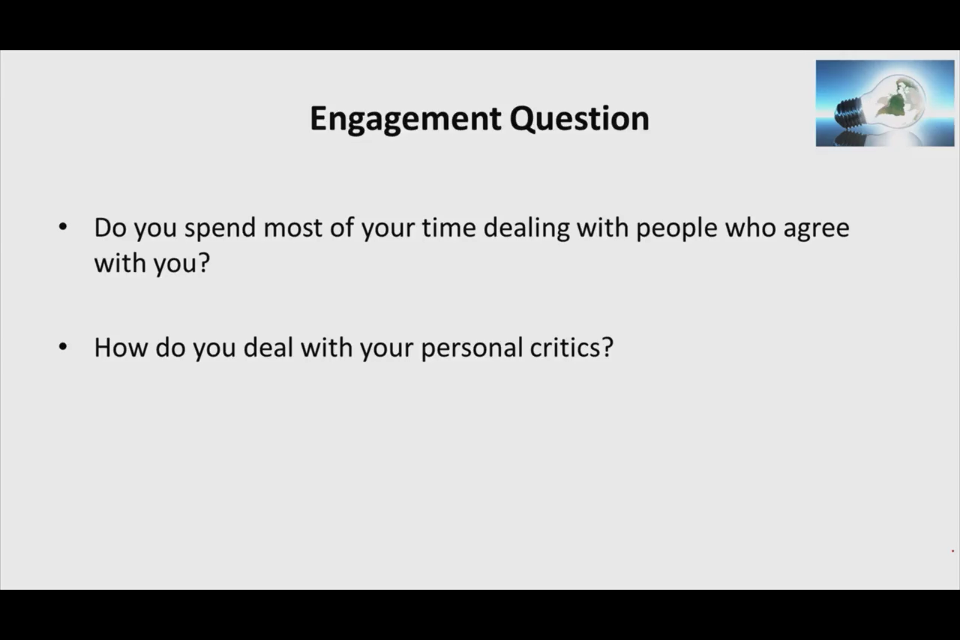 Engagement Question
• Do you spend most of your time dealing with people who agree
with you?
• How do you deal with your personal critics?